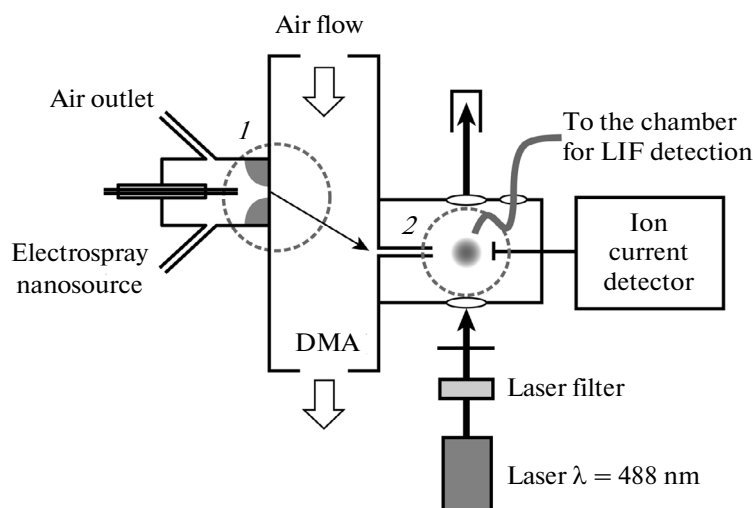 Air flow
Air outlet
1
To the chamber
for LIF detection
2
Ion
current
detector
Electrospray
nanosource
DMA
Laser filter
Laser λ = 488 nm